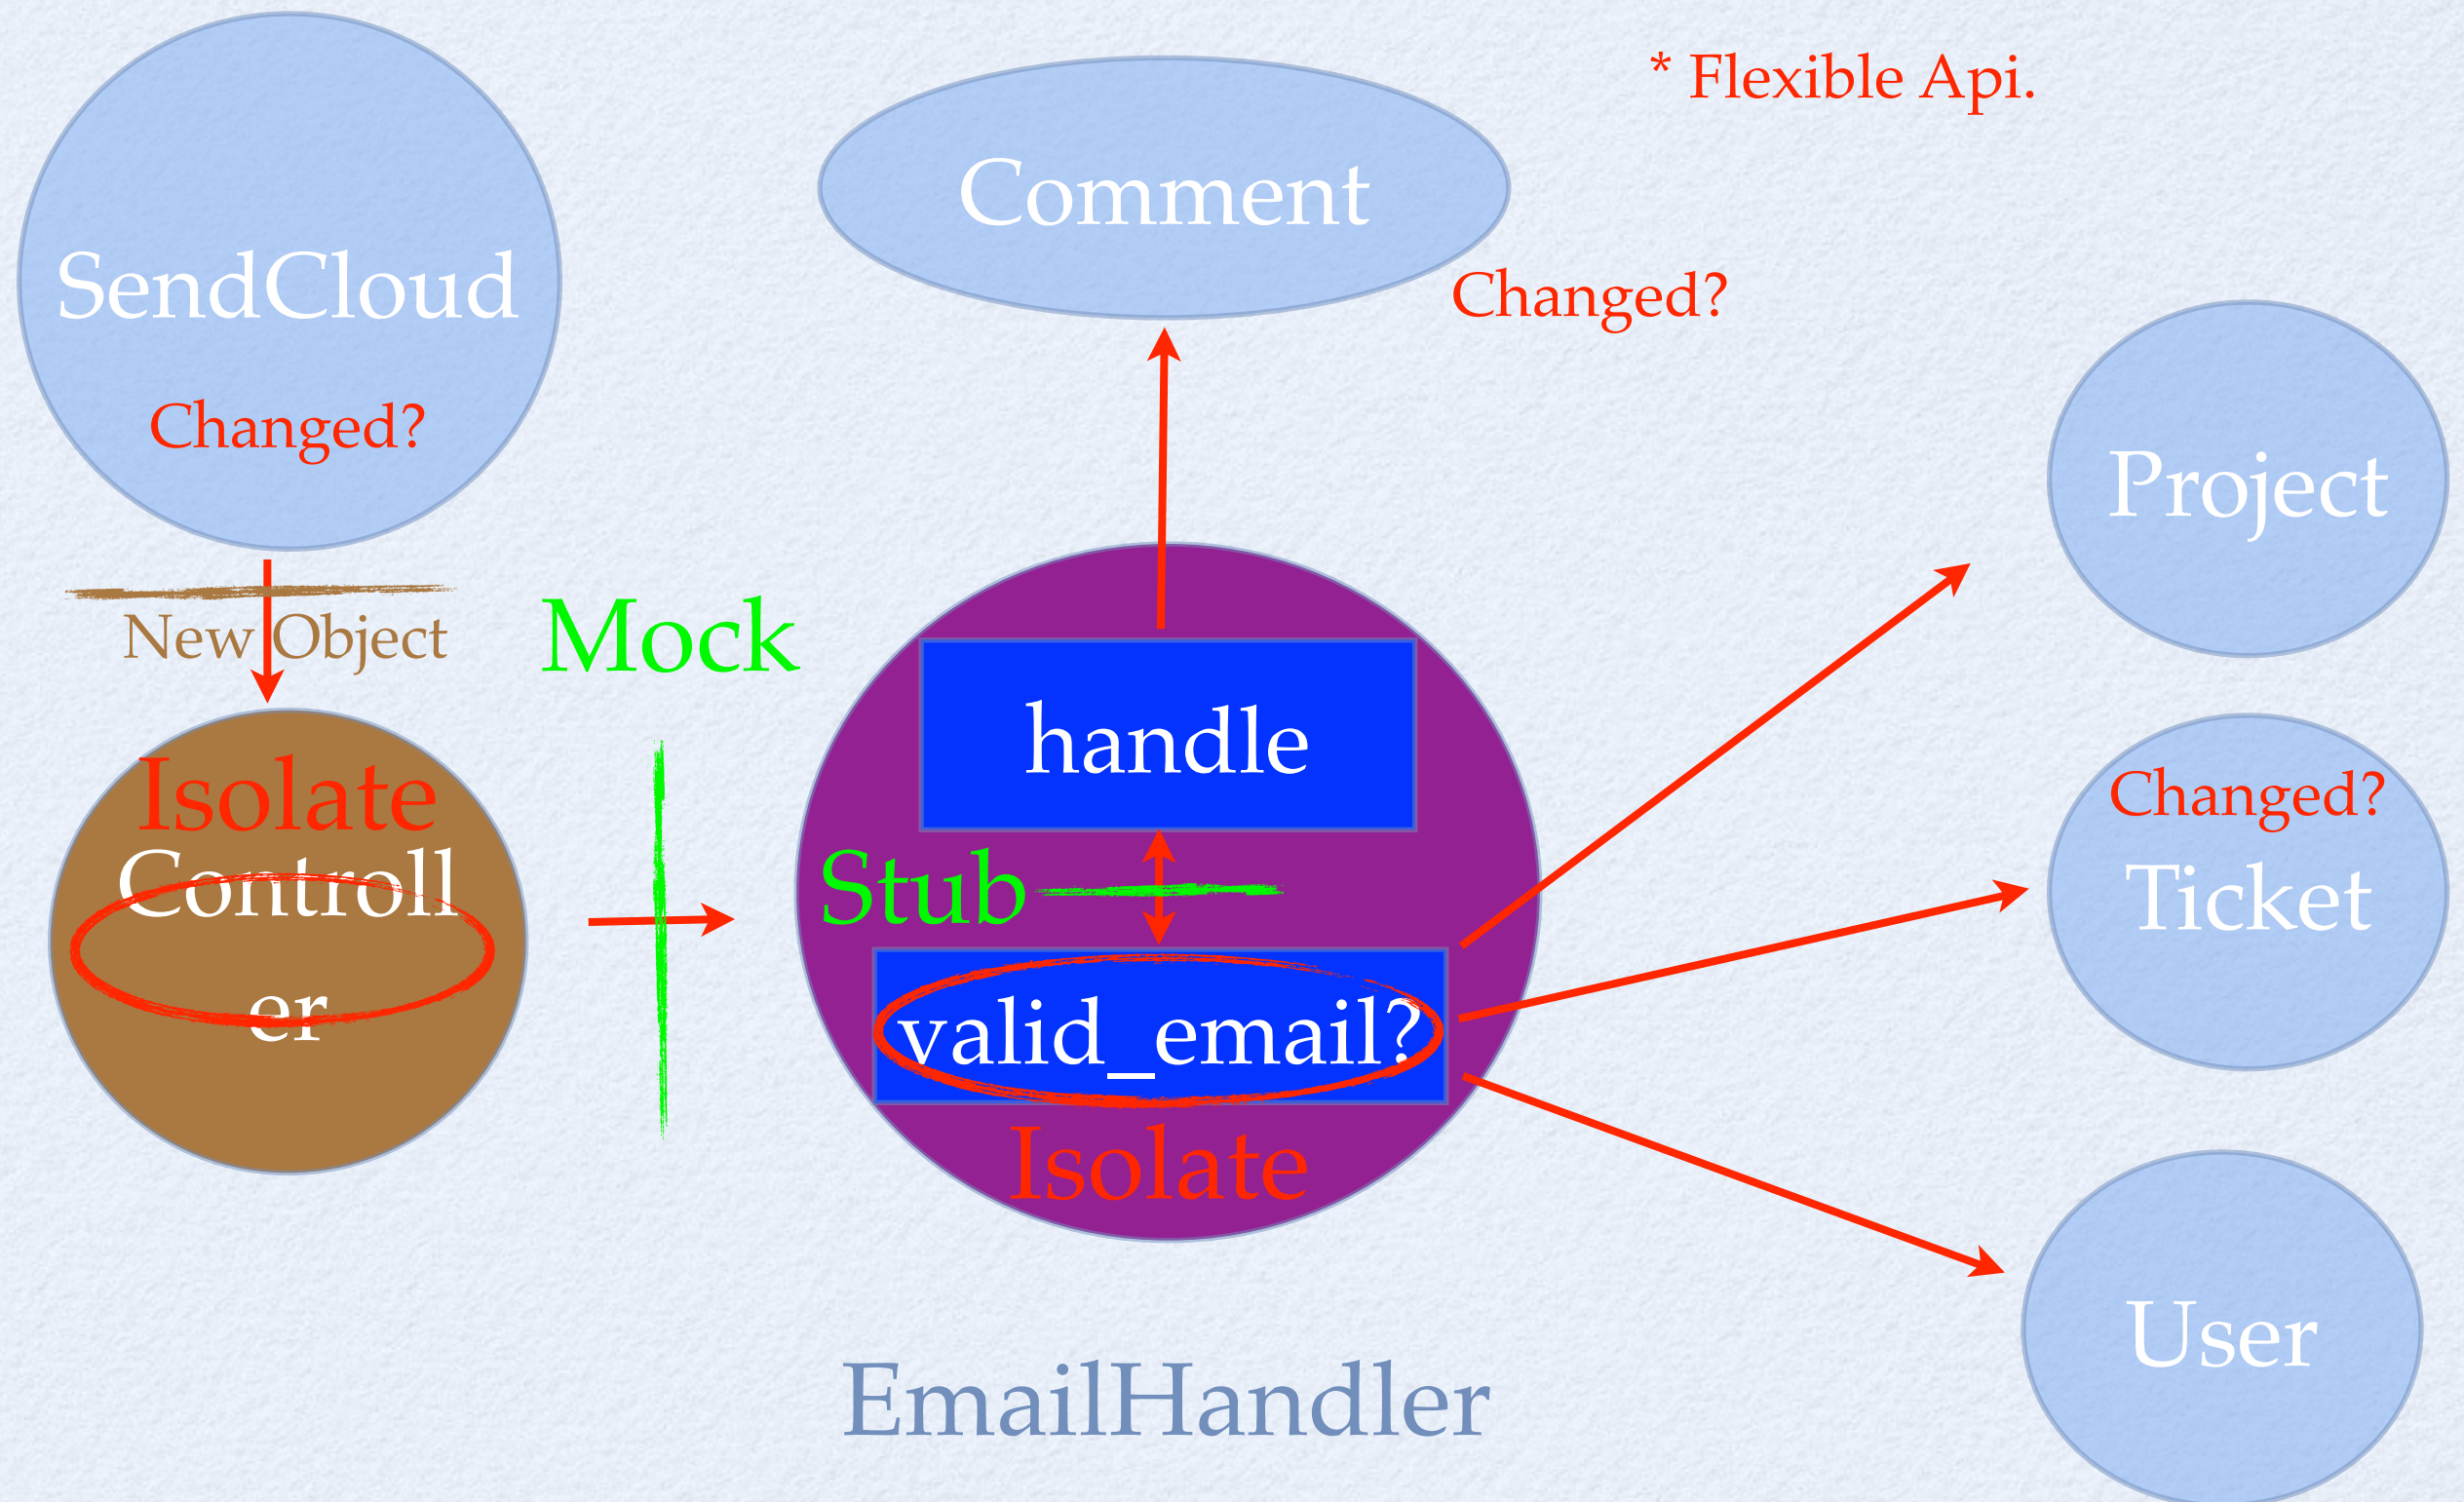 * Flexible Api.
SendCloud
Changed?
Comment
Changed?
Project
New Object
Mock
Isolate
Controll
er
handle
Stub
valid_email?
Isolate
Changed?
Ticket
User
EmailHandler